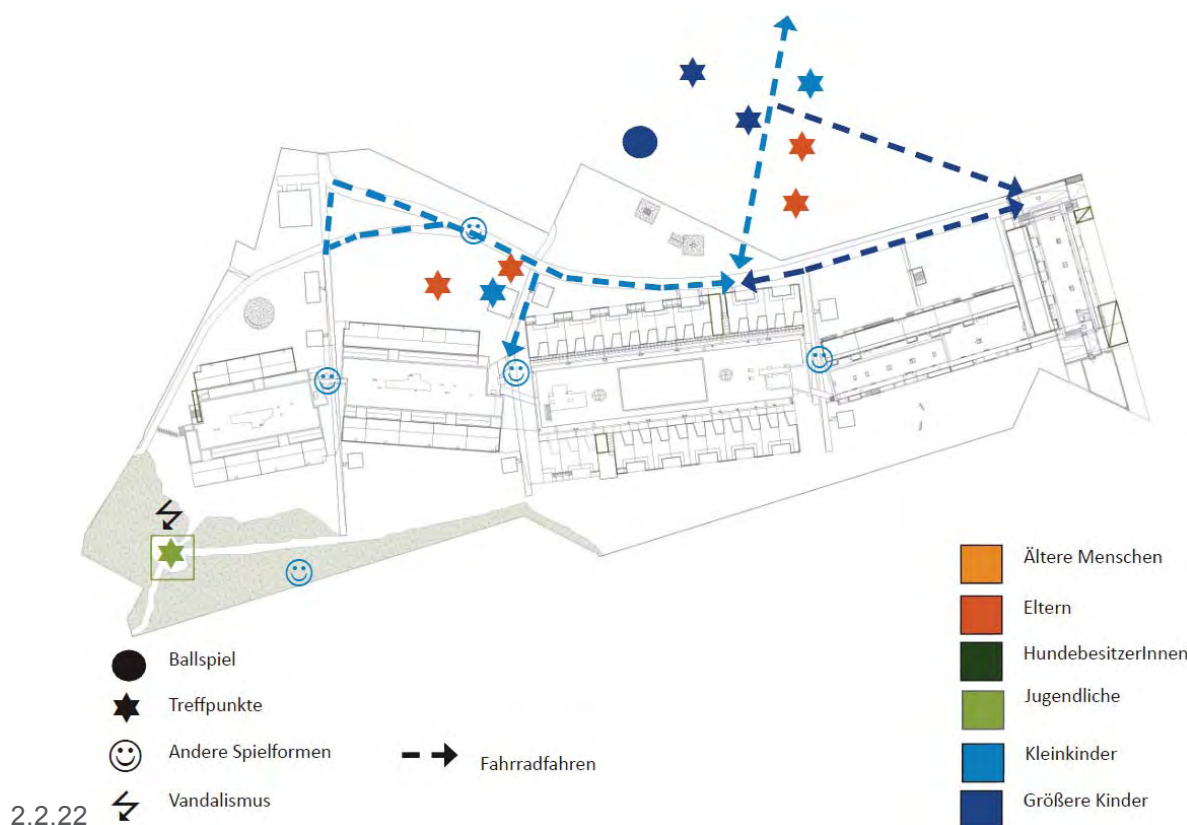 Ballspiel
Treffpunkte
Andere Spielformen
Fahrradfahren
Vandalismus
Ältere Menschen
Eltern
HundebesitzerInnen
Jugendliche
Kleinkinder
Größere Kinder
2.2.22